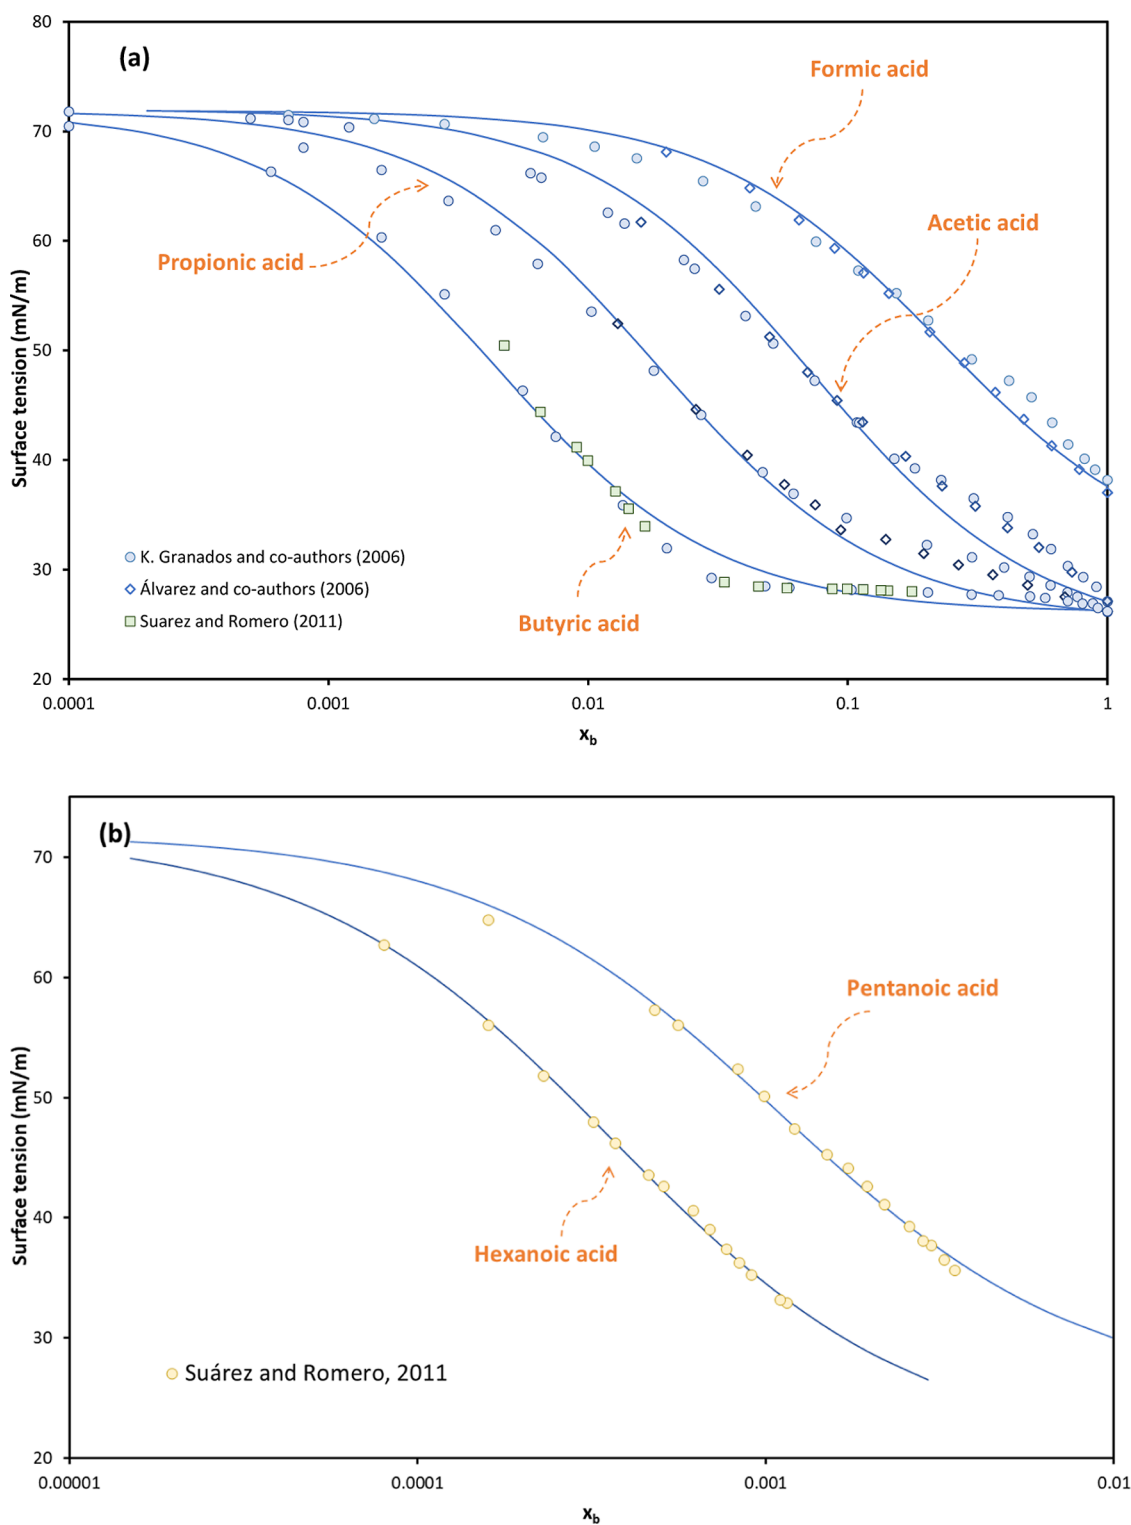 80
(a)
Formic acid
70
Acetic acid
60
Propionic acid
Surface tension (mN/m)
50
40
K. Granados and co-authors (2006)
30
Álvarez and co-authors (2006)
Suarez and Romero (2011)
Butyric acid
20
0.0001
0.001
0.01
0.1
1
xb
(b)
70
60
Pentanoic acid
Surface tension (mN/m)
50
40
Hexanoic acid
30
Suárez and Romero, 2011
20
0.00001
0.0001
0.001
0.01
xb